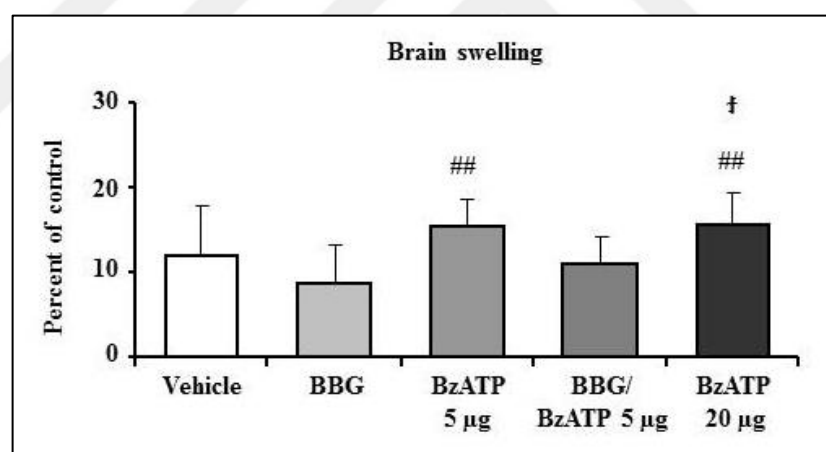 Brain swelling
Percent of control
30
20
10
0
ꞙ
##
##
Vehicle
BBG
BzATP
5 µg
BBG/
BzATP 5 µg
BzATP
20 µg